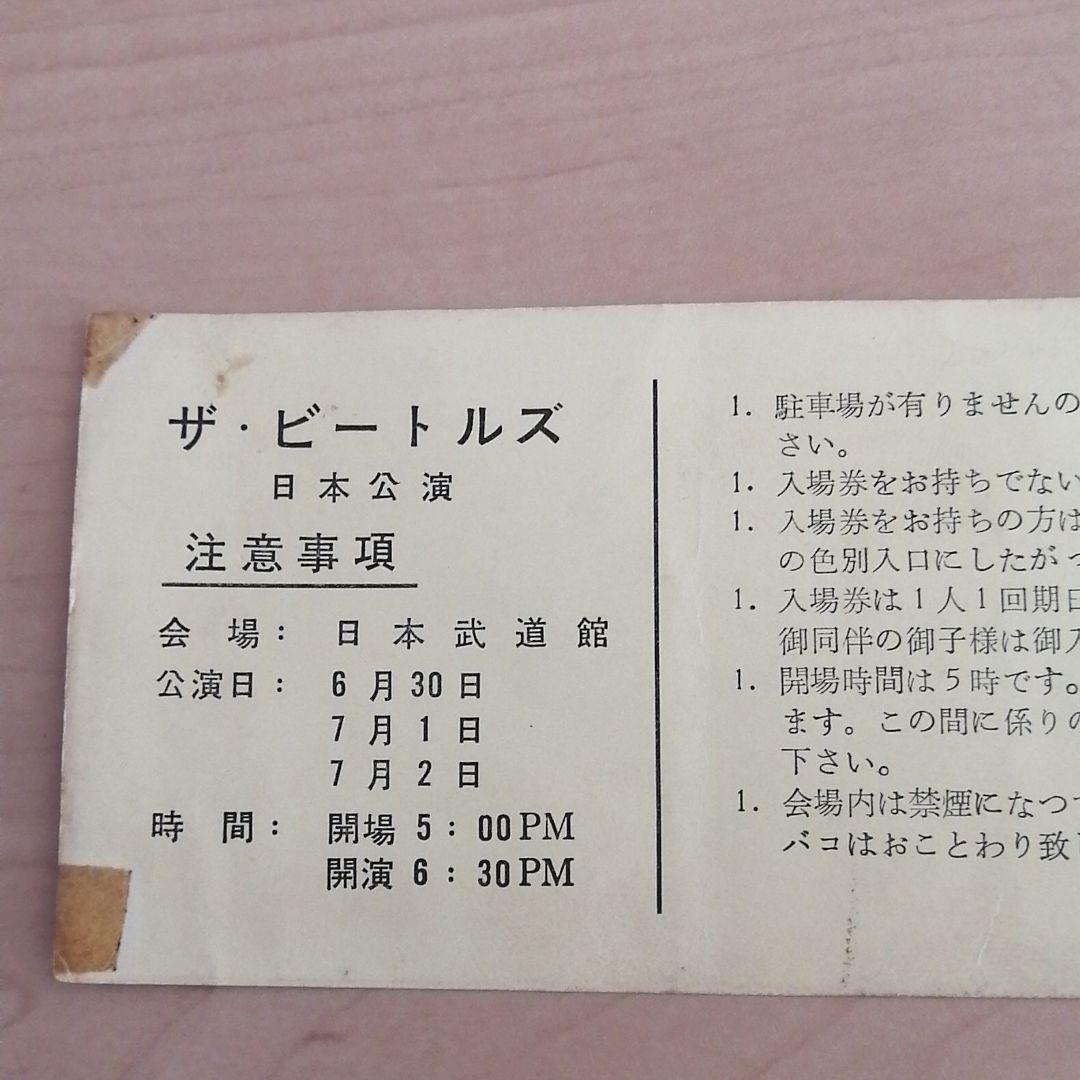 ザ・ビートルズ
日本公演
注意事項
会場： 日本武道館
公演日： 6月30日
7月1日
7月2日
時間： 開場 5：00PM
開演 6：30PM
1. 駐車場が有りませんの
さい。
1. 入場券をお持ちでない
1. 入場券をお持ちの方は
の色別入口にしたがっ
1. 入場券は1人1回期日
御同伴の御子様は御入
1. 開場時間は5時です。
ます。この間に係りの
下さい。
1. 会場内は禁煙になつ
バコはおことわり致し